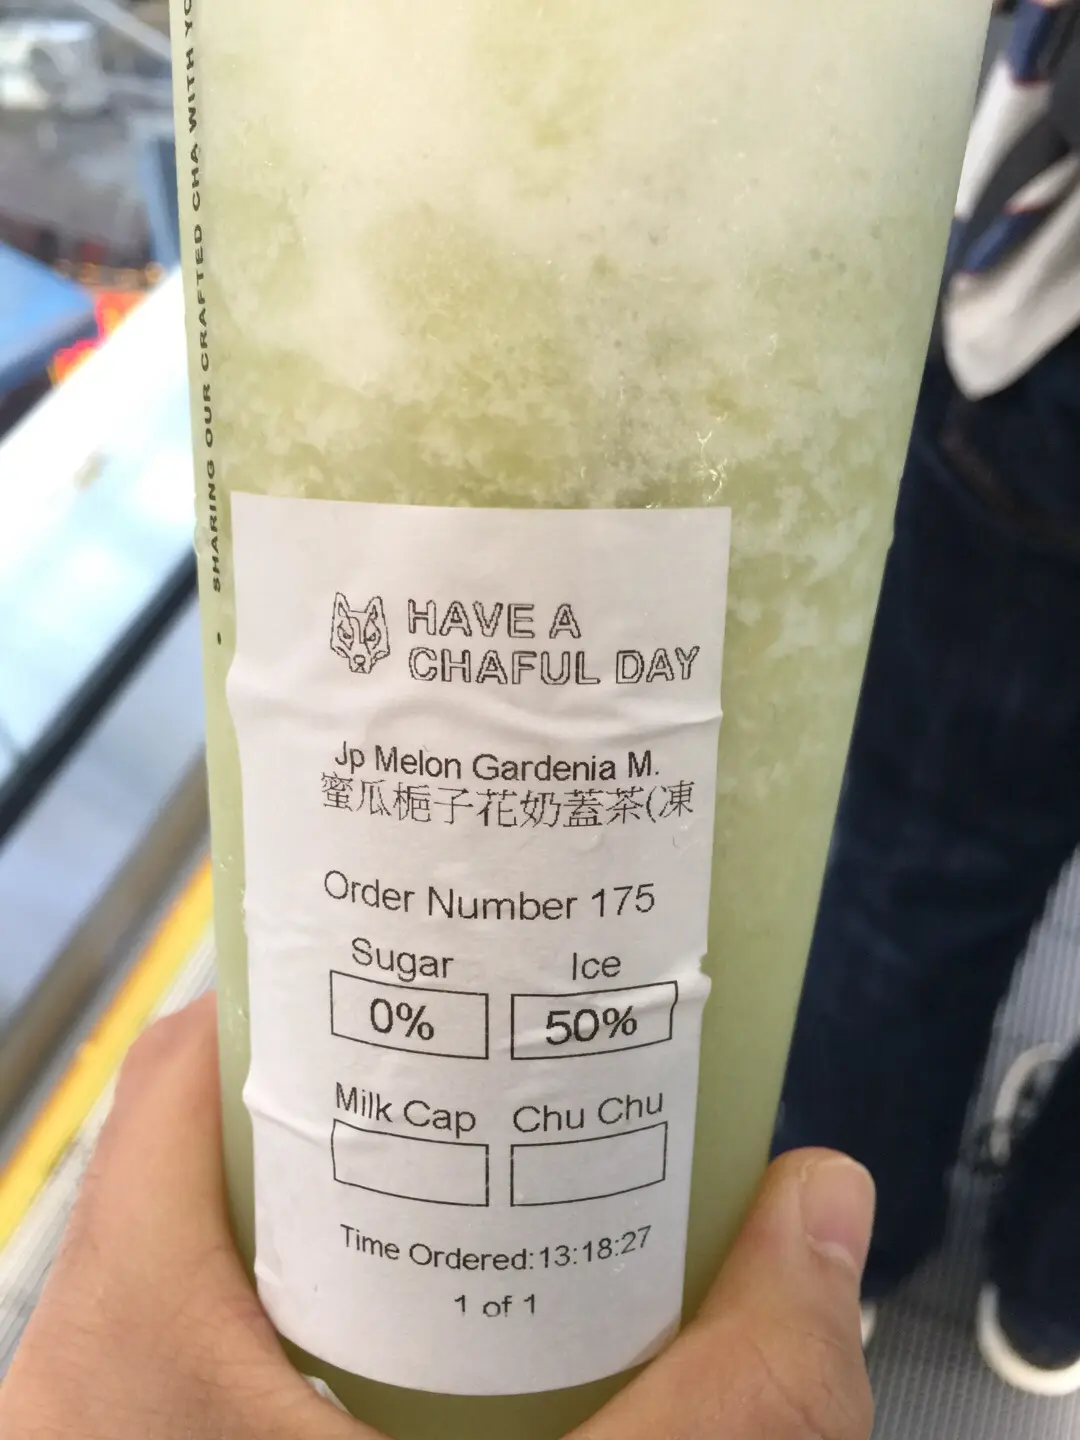 SHARING OUR CRAFTED CHA WITH YO
HAVE A
CHAFUL DAY
Jp Melon Gardenia M.
蜜瓜梔子花奶蓋茶(凍
Order Number 175
Sugar Ice
0% 50%
Milk Cap Chu Chu
Time Ordered:13:18:27
1 of 1